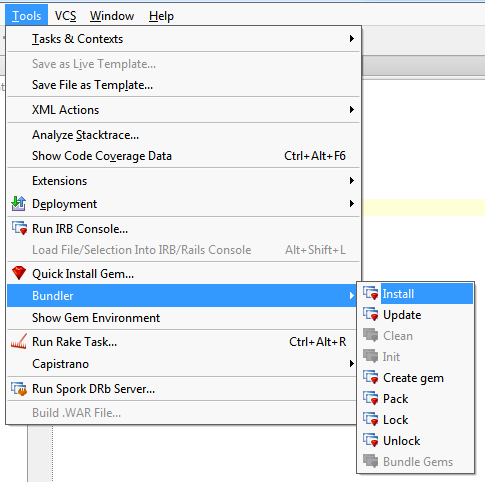 Tools VCS Window Help
Tasks & Contexts
Save as Live Template...
Save File as Template...
XML Actions
Analyze Stacktrace...
Show Code Coverage Data Ctrl+Alt+F6
Extensions
Deployment
Run IRB Console...
Load File/Selection Into IRB/Rails Console Alt+Shift+L
Quick Install Gem...
Bundler
Show Gem Environment
Run Rake Task... Ctrl+Alt+R
Capistrano
Run Spork DRb Server...
Build .WAR File...
Install
Update
Clean
Init
Create gem
Pack
Lock
Unlock
Bundle Gems